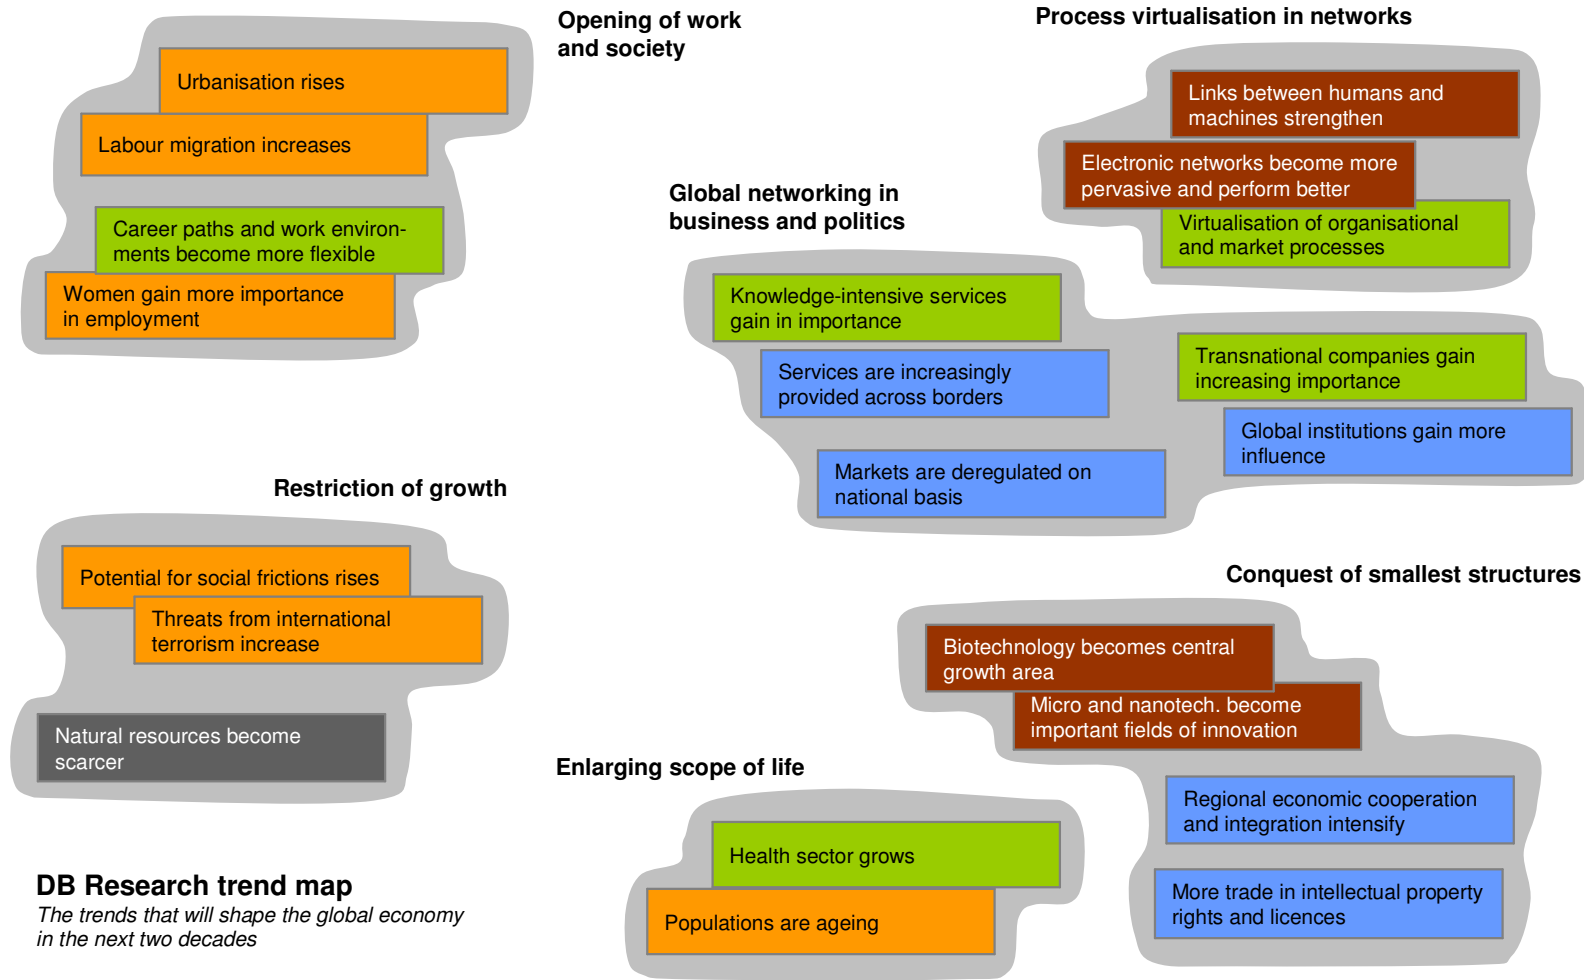 Opening of work
and society
Urbanisation rises
Labour migration increases
Career paths and work environ-
ments become more flexible
Women gain more importance
in employment
Process virtualisation in networks
Links between humans and
machines strengthen
Electronic networks become more
pervasive and perform better
Virtualisation of organisational
and market processes
Global networking in
business and politics
Knowledge-intensive services
gain in importance
Services are increasingly
provided across borders
Markets are deregulated on
national basis
Transnational companies gain
increasing importance
Global institutions gain more
influence
Restriction of growth
Potential for social frictions rises
Threats from international
terrorism increase
Natural resources become
scarcer
Conquest of smallest structures
Biotechnology becomes central
growth area
Micro and nanotech. become
important fields of innovation
Regional economic cooperation
and integration intensify
More trade in intellectual property
rights and licences
Enlarging scope of life
Health sector grows
Populations are ageing
DB Research trend map
The trends that will shape the global economy
in the next two decades